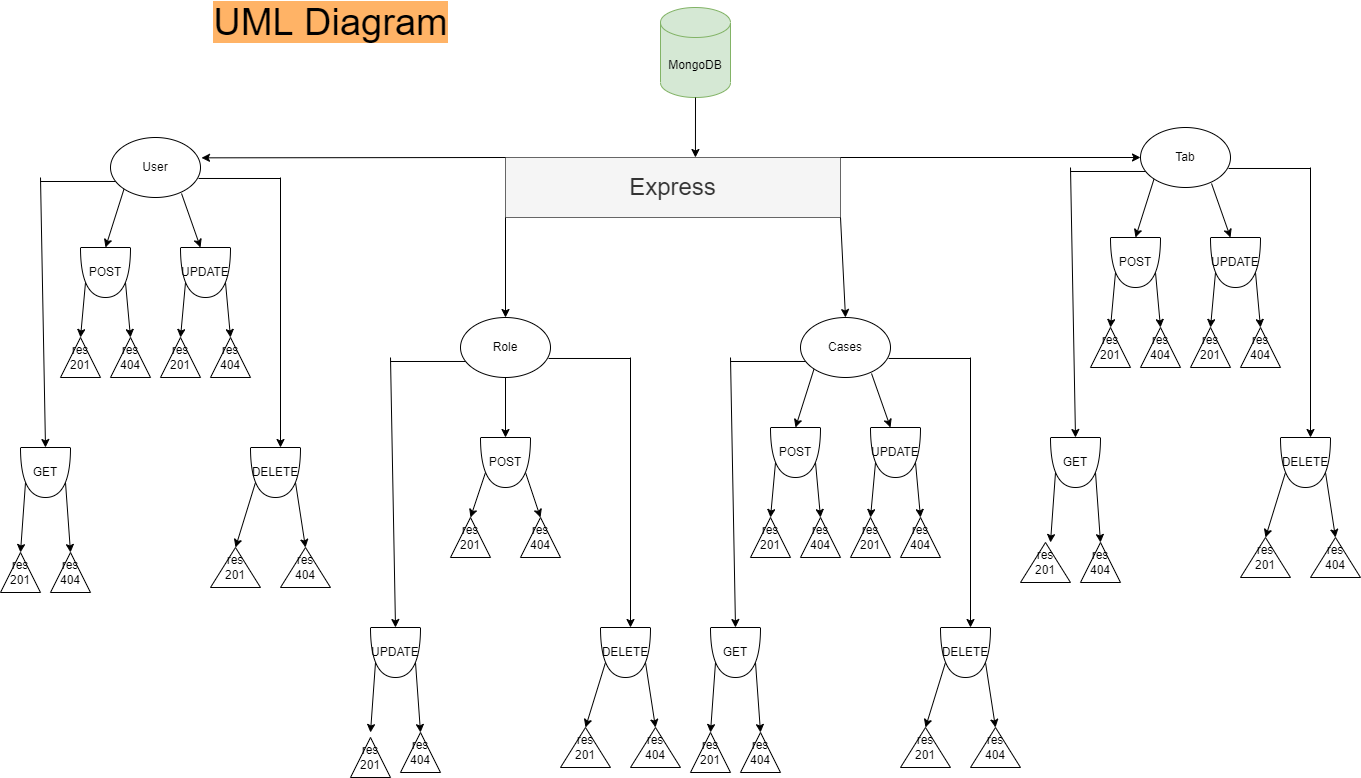 UML Diagram
MongoDB
Express
User
Tab
POST
UPDATE
res
201
res
404
res
201
res
404
GET
DELETE
res
201
res
404
res
201
res
404
Role
POST
res
201
res
404
UPDATE
DELETE
res
201
res
404
res
201
res
404
Cases
POST
UPDATE
res
201
res
404
res
201
res
404
GET
DELETE
res
201
res
404
res
201
res
404
POST
UPDATE
res
201
res
404
res
201
res
404
GET
DELETE
res
201
res
404
res
201
res
404